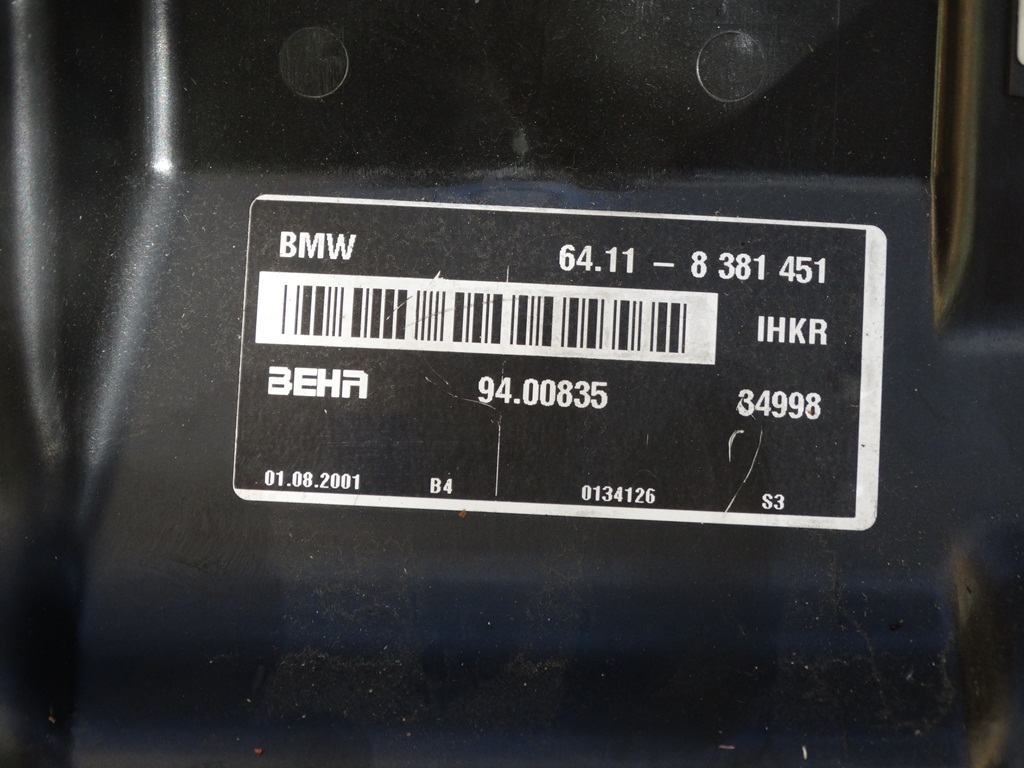 BMW 64.11 – 8 381 451
IHKR
BEHR 94.00835 34998
01.08.2001 B4 0134126 S3